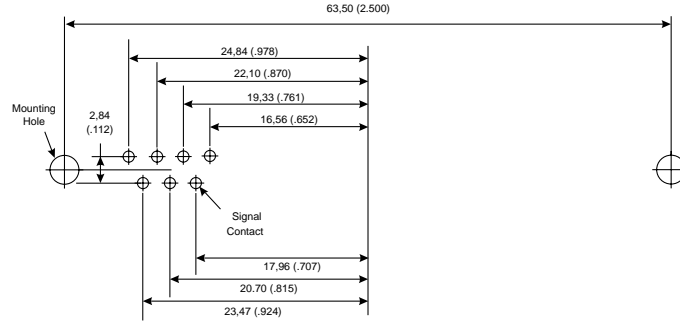 63,50 (2.500)
24,84 (.978)
22,10 (.870)
19,33 (.761)
16,56 (.652)
Mounting
Hole
2,84
(.112)
Signal
Contact
17,96 (.707)
20.70 (.815)
23,47 (.924)